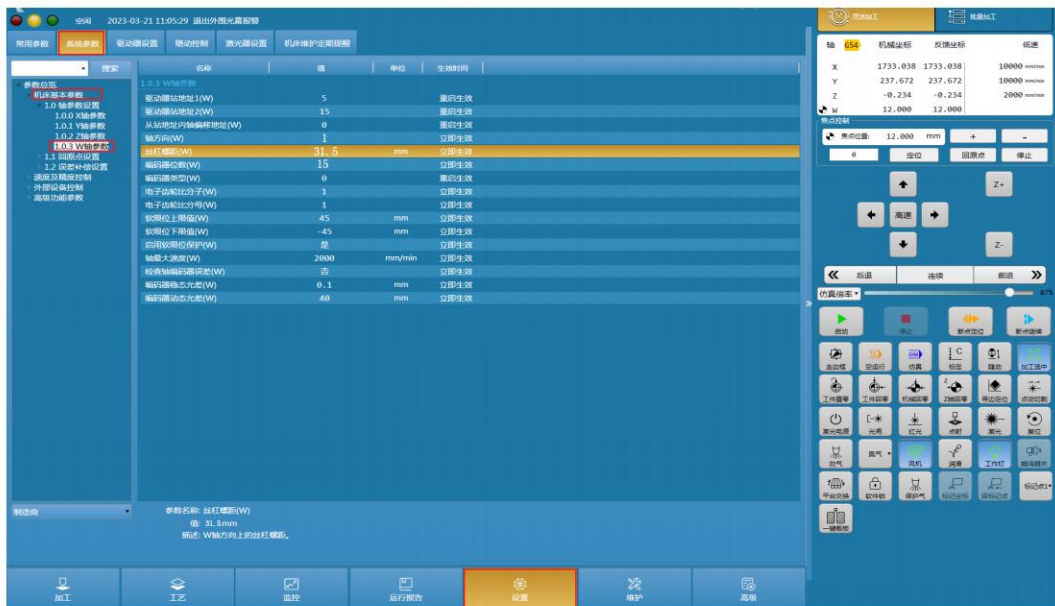 空闲 2023-03-21 11:05:29 退出外围光幕报警
常用参数 系统参数 驱动器设置 随动控制 激光器设置 机床维护定期提醒
搜索
名称 值 单位 生效时间
参数总览
机床基本参数
1.0 轴参数设置
1.0.0 X轴参数
1.0.1 Y轴参数
1.0.2 Z轴参数
1.0.3 W轴参数
1.1 回原点设置
1.2 误差补偿设置
速度及精度控制
外部设备控制
高级功能参数
1.0.3 W轴参数
驱动器站地址1(W) 5 重启生效
驱动器站地址2(W) 15 重启生效
从站地址内轴偏移地址(W) 0 重启生效
轴方向(W) 1 立即生效
丝杠螺距(W) 31.5 mm 立即生效
编码器位数(W) 15 立即生效
编码器类型(W) 0 重启生效
电子齿轮比分子(W) 1 立即生效
电子齿轮比分母(W) 1 立即生效
软限位上限值(W) 45 mm 立即生效
软限位下限值(W) -45 mm 立即生效
启用软限位保护(W) 是 立即生效
轴最大速度(W) 2000 mm/min 立即生效
检查轴编码器误差(W) 否 立即生效
编码器稳态允差(W) 0.1 mm 立即生效
编码器动态允差(W) 40 mm 立即生效
制造商
参数名称: 丝杠螺距(W)
值: 31.5mm
描述: W轴方向上的丝杠螺距。
加工 工艺 监控 运行报告 设置 维护 高级
批量加工
轴 G54 机械坐标 反馈坐标 低速
X 1733.038 1733.038 10000 mm/min
Y 237.672 237.672 10000 mm/min
Z -0.234 -0.234 2000 mm/min
W 12.000 12.000
焦点控制
焦点位置: 12.000 mm + -
0 定位 回原点 停止
Z+
高速
Z-
后退 连续 前进
仿真倍率 87%
启动 停止 断点定位 断点继续
走边框 空运行 仿真 标定 随动 加工选中
工件置零 工件回零 机械回零 Z轴回零 寻边定位 点动切割
激光电源 光闸 红光 点射 激光 复位
吹气 氮气 风机 润滑 工作灯
平台交换 软件锁 保护气 标记坐标 回标记点 标记点1